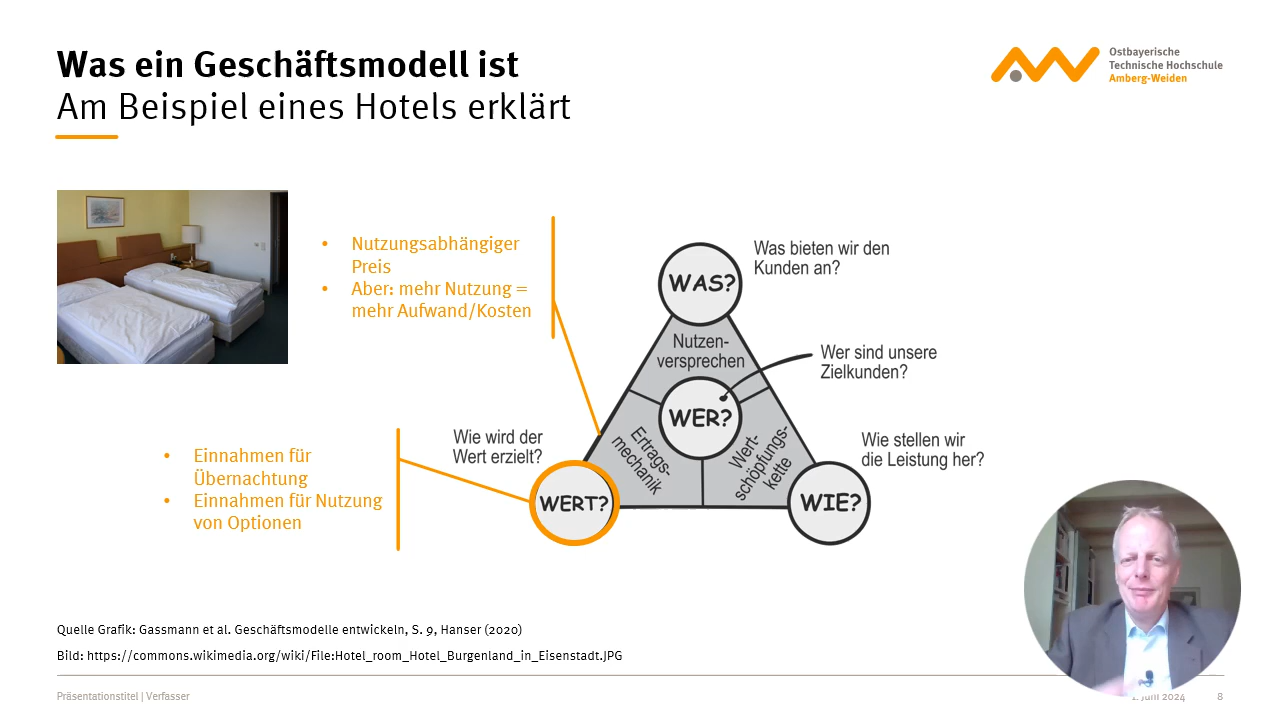 Was ein Geschäftsmodell ist
Am Beispiel eines Hotels erklärt
Ostbayerische
Technische Hochschule
Amberg-Weiden
• Nutzungsabhängiger
Preis
• Aber: mehr Nutzung =
mehr Aufwand/Kosten
WAS?
Was bieten wir den
Kunden an?
Nutzen-
versprechen
Wer sind unsere
Zielkunden?
WER?
Wie wird der
Wert erzielt?
Ertrags-
mechanik
Wert-
schöpfungs-
kette
Wie stellen wir
die Leistung her?
• Einnahmen für
Übernachtung
• Einnahmen für Nutzung
von Optionen
WERT?
WIE?
Quelle Grafik: Gassmann et al. Geschäftsmodelle entwickeln, S. 9, Hanser (2020)
Bild: https://commons.wikimedia.org/wiki/File:Hotel_room_Hotel_Burgenland_in_Eisenstadt.JPG
Präsentationstitel | Verfasser
Juni 2024
8